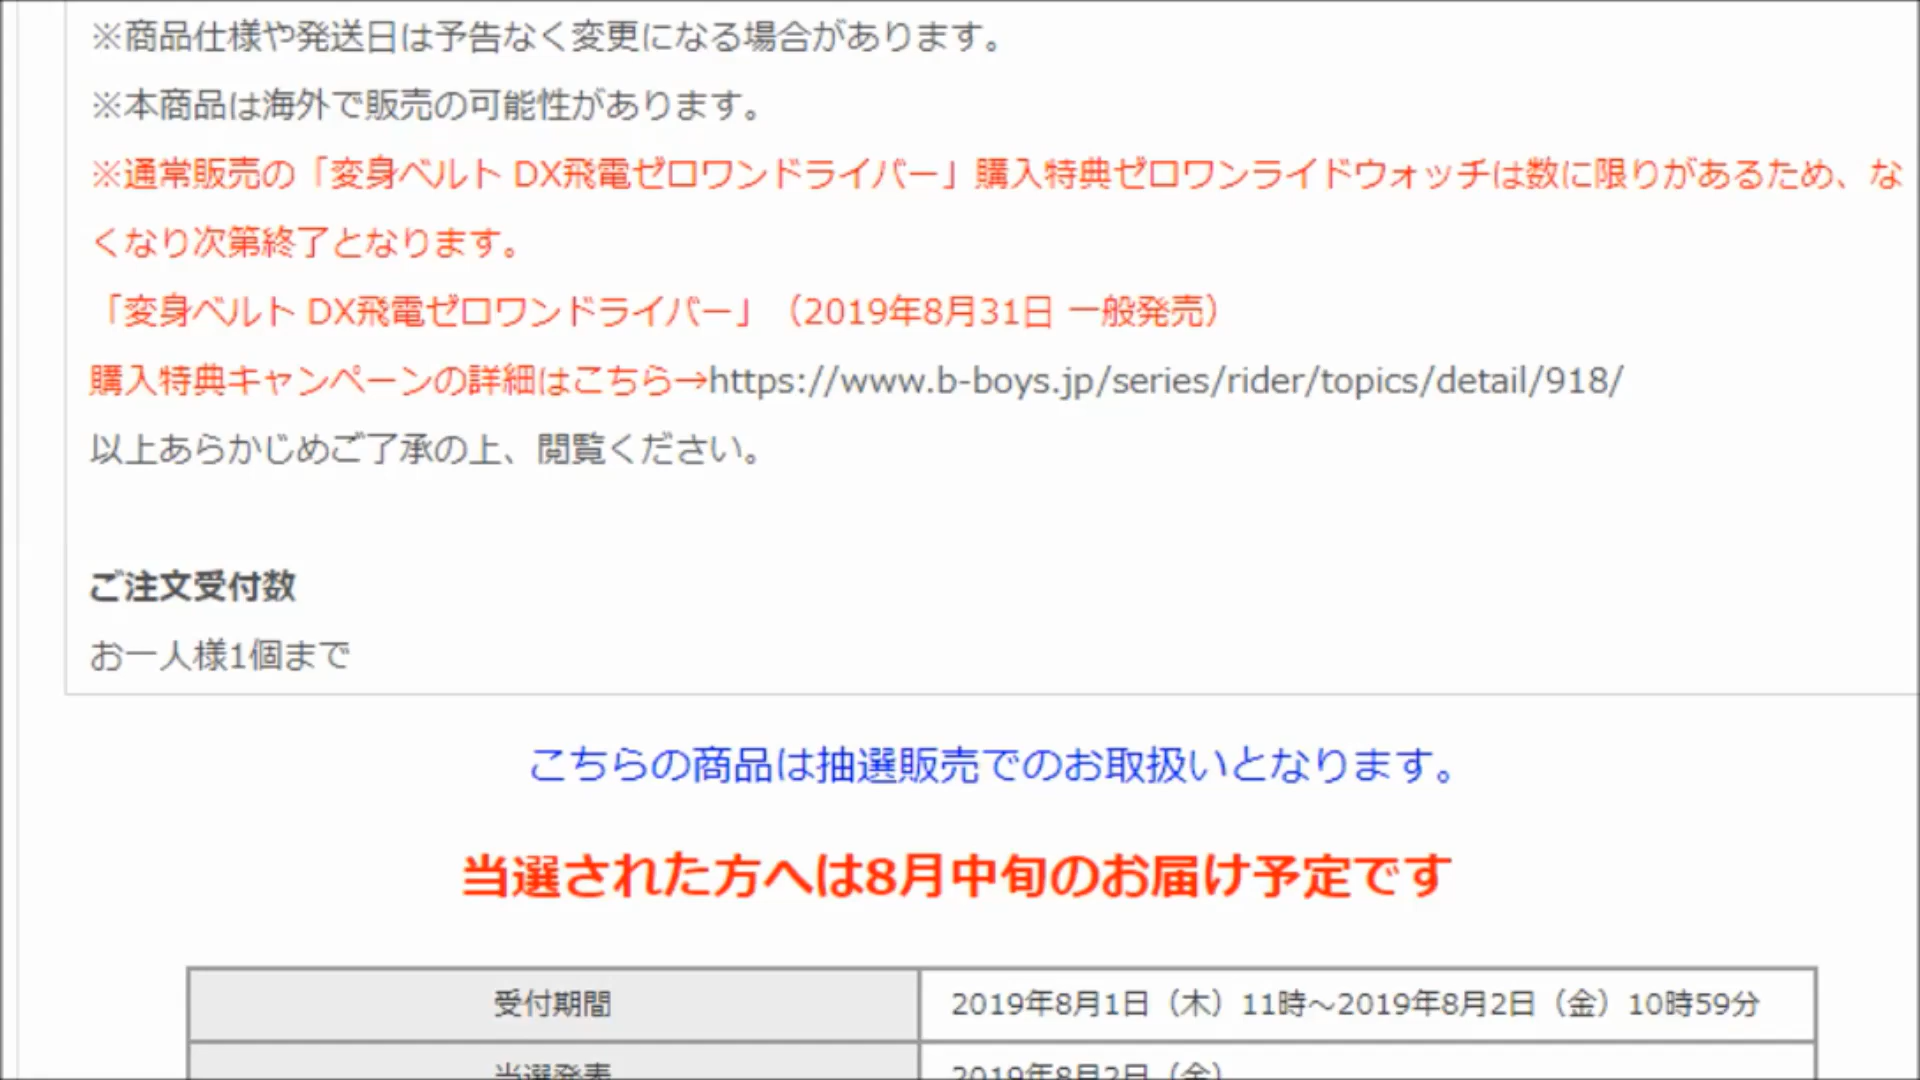 ※商品仕様や発送日は予告なく変更になる場合があります。
※本商品は海外で販売の可能性があります。
※通常販売の「変身ベルト DX飛電ゼロワンドライバー」購入特典ゼロワンライドウォッチは数に限りがあるため、な
くなり次第終了となります。
「変身ベルト DX飛電ゼロワンドライバー」（2019年8月31日 一般発売）
購入特典キャンペーンの詳細はこちら→https://www.b-boys.jp/series/rider/topics/detail/918/
以上あらかじめご了承の上、閲覧ください。
ご注文受付数
お一人様1個まで
こちらの商品は抽選販売でのお取扱いとなります。
当選された方へは8月中旬のお届け予定です
受付期間 2019年8月1日（木）11時～2019年8月2日（金）10時59分
当選発表 2019年8月2日（金）